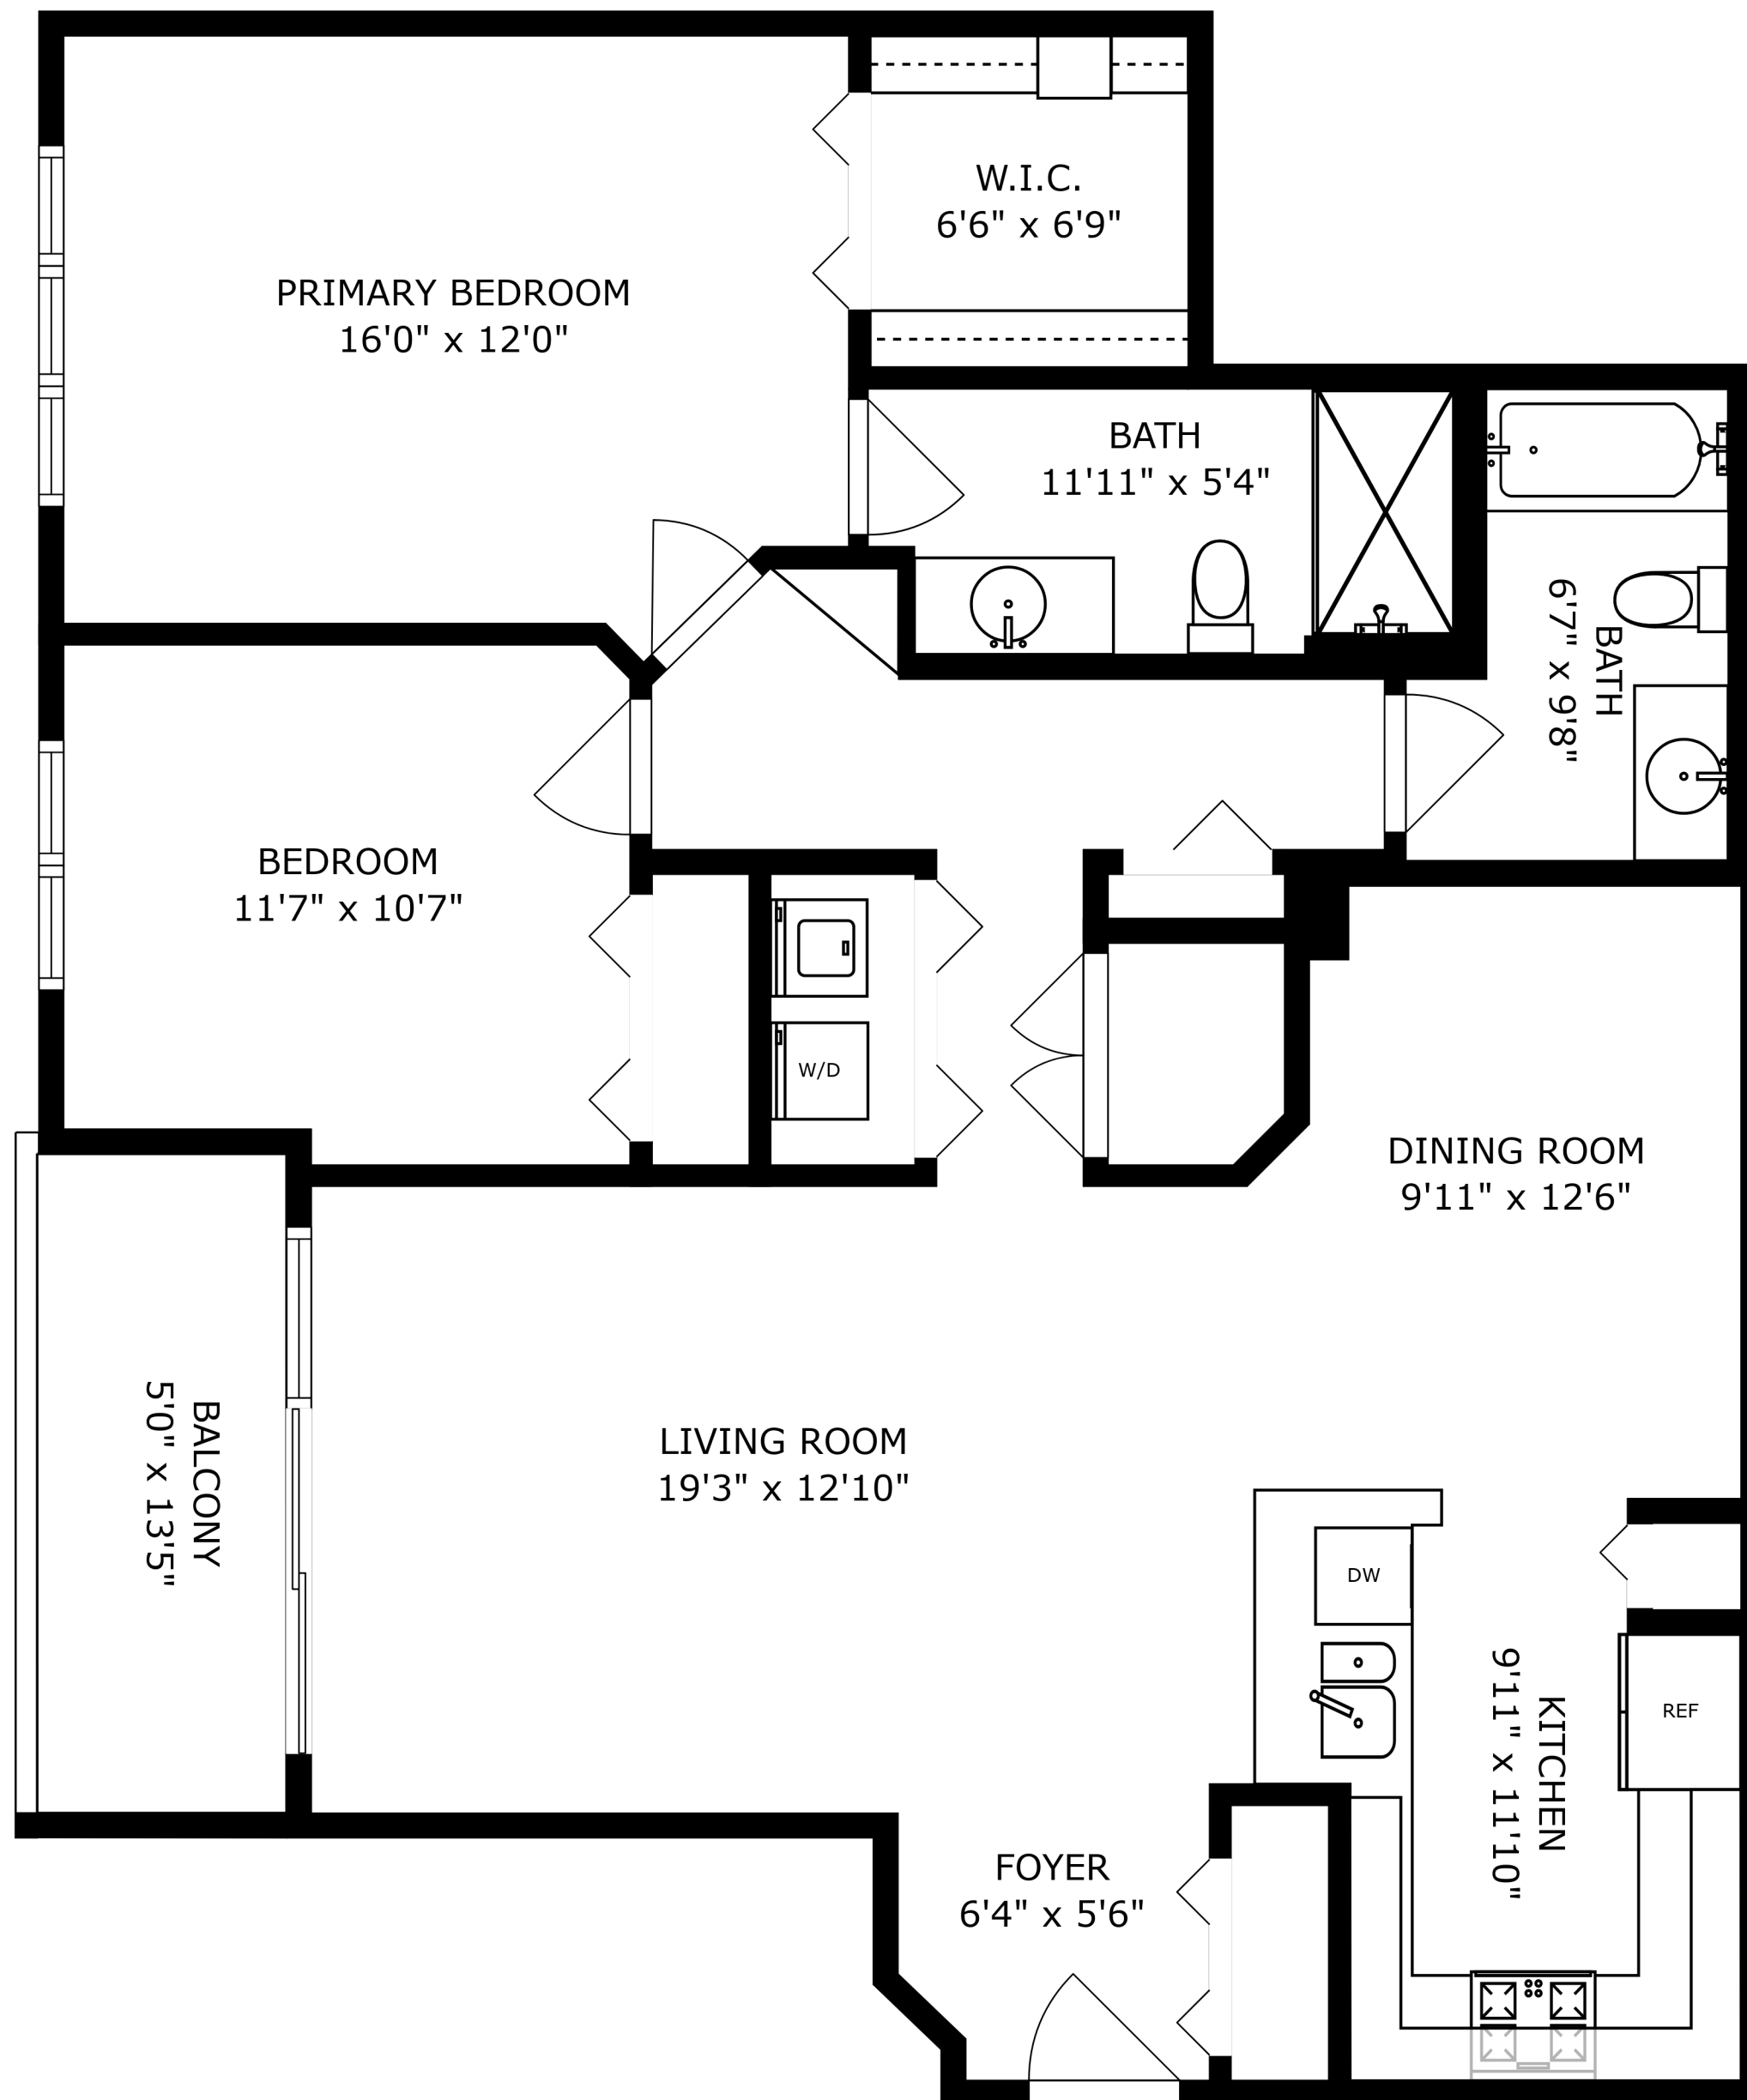 W.I.C.
6'6" x 6'9"
PRIMARY BEDROOM
16'0" x 12'0"
BATH
11'11" x 5'4"
BATH
6'7" x 9'8"
BEDROOM
11'7" x 10'7"
W/D
DINING ROOM
9'11" x 12'6"
BALCONY
5'0" x 13'5"
LIVING ROOM
19'3" x 12'10"
DW
KITCHEN
9'11" x 11'10"
REF
FOYER
6'4" x 5'6"